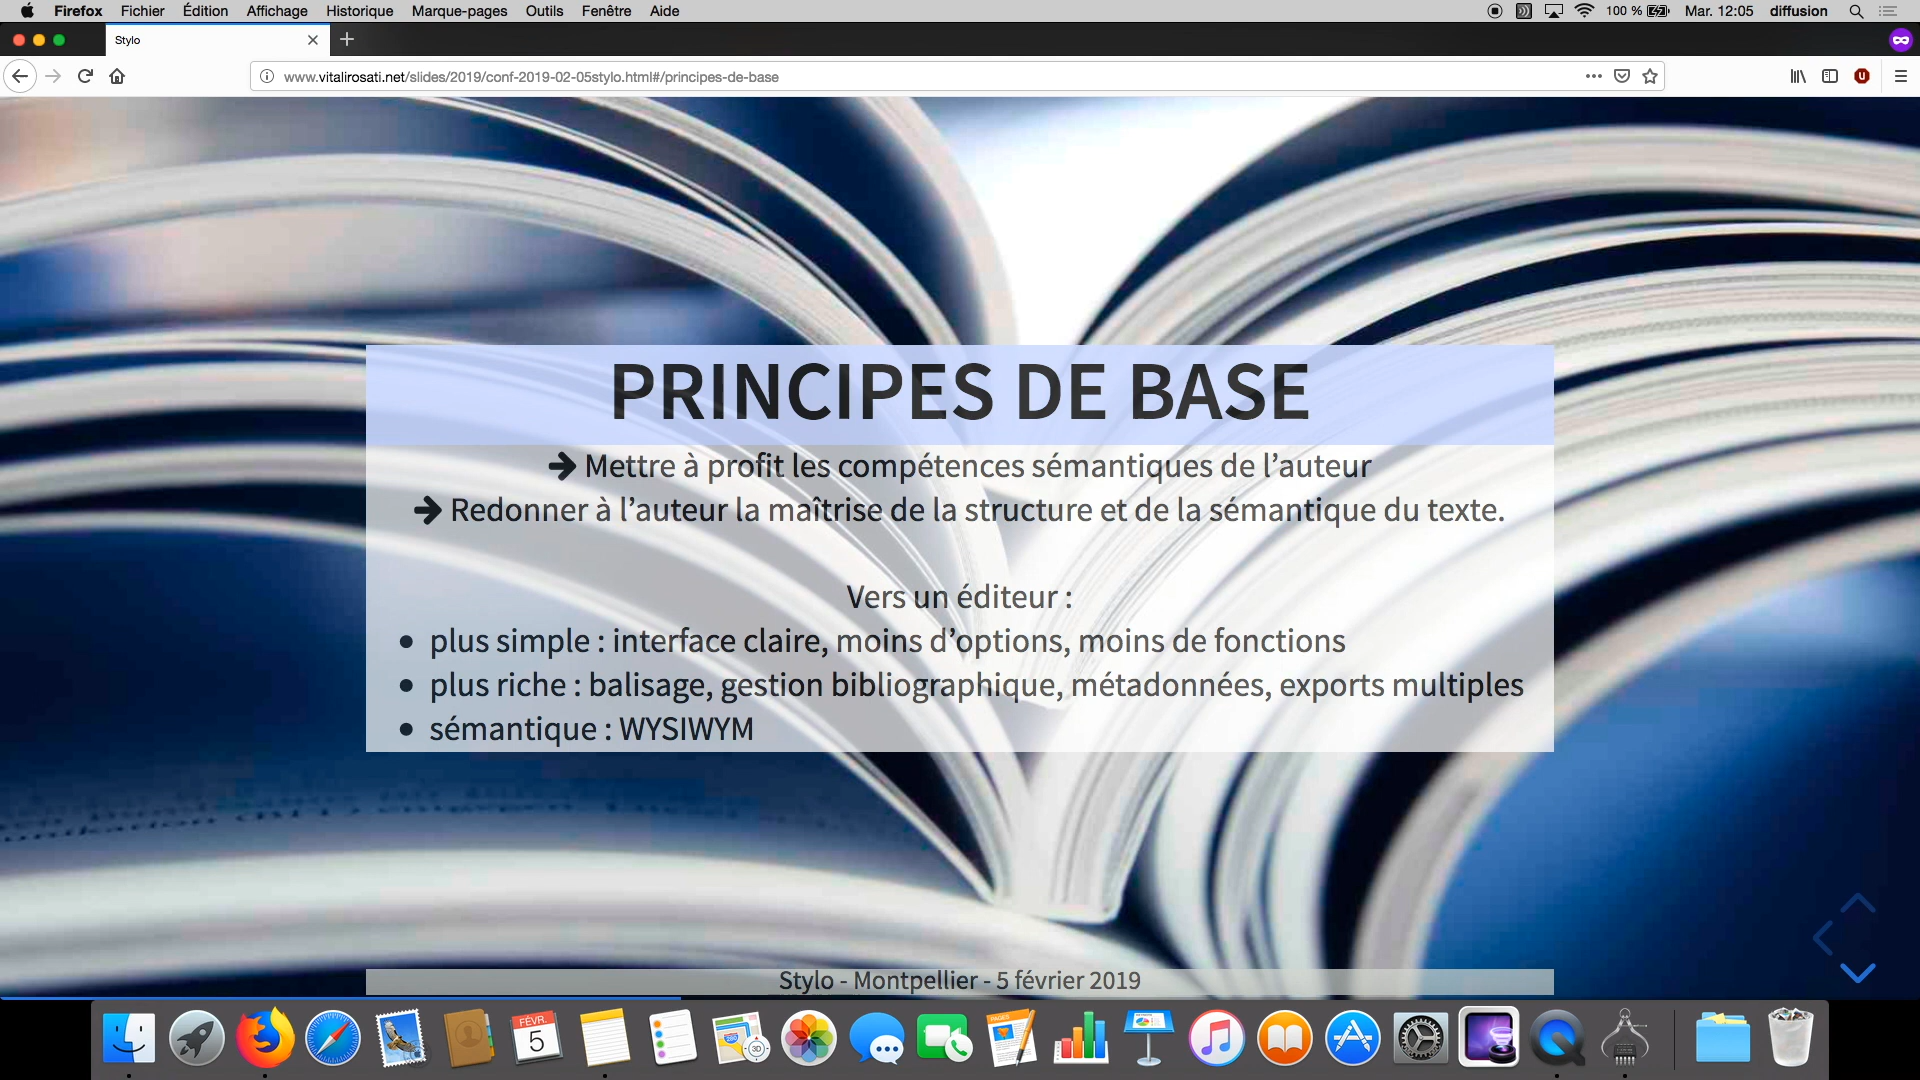 Firefox Fichier Édition Affichage Historique Marque-pages Outils Fenêtre Aide 100 % Mar. 12:05 diffusion
Stylo
www.vitalirosati.net/slides/2019/conf-2019-02-05stylo.html#/principes-de-base
PRINCIPES DE BASE
➔ Mettre à profit les compétences sémantiques de l’auteur
➔ Redonner à l’auteur la maîtrise de la structure et de la sémantique du texte.
Vers un éditeur :
• plus simple : interface claire, moins d’options, moins de fonctions
• plus riche : balisage, gestion bibliographique, métadonnées, exports multiples
• sémantique : WYSIWYM
Stylo - Montpellier - 5 février 2019
FÉVR.
5
280
3D
PAGES